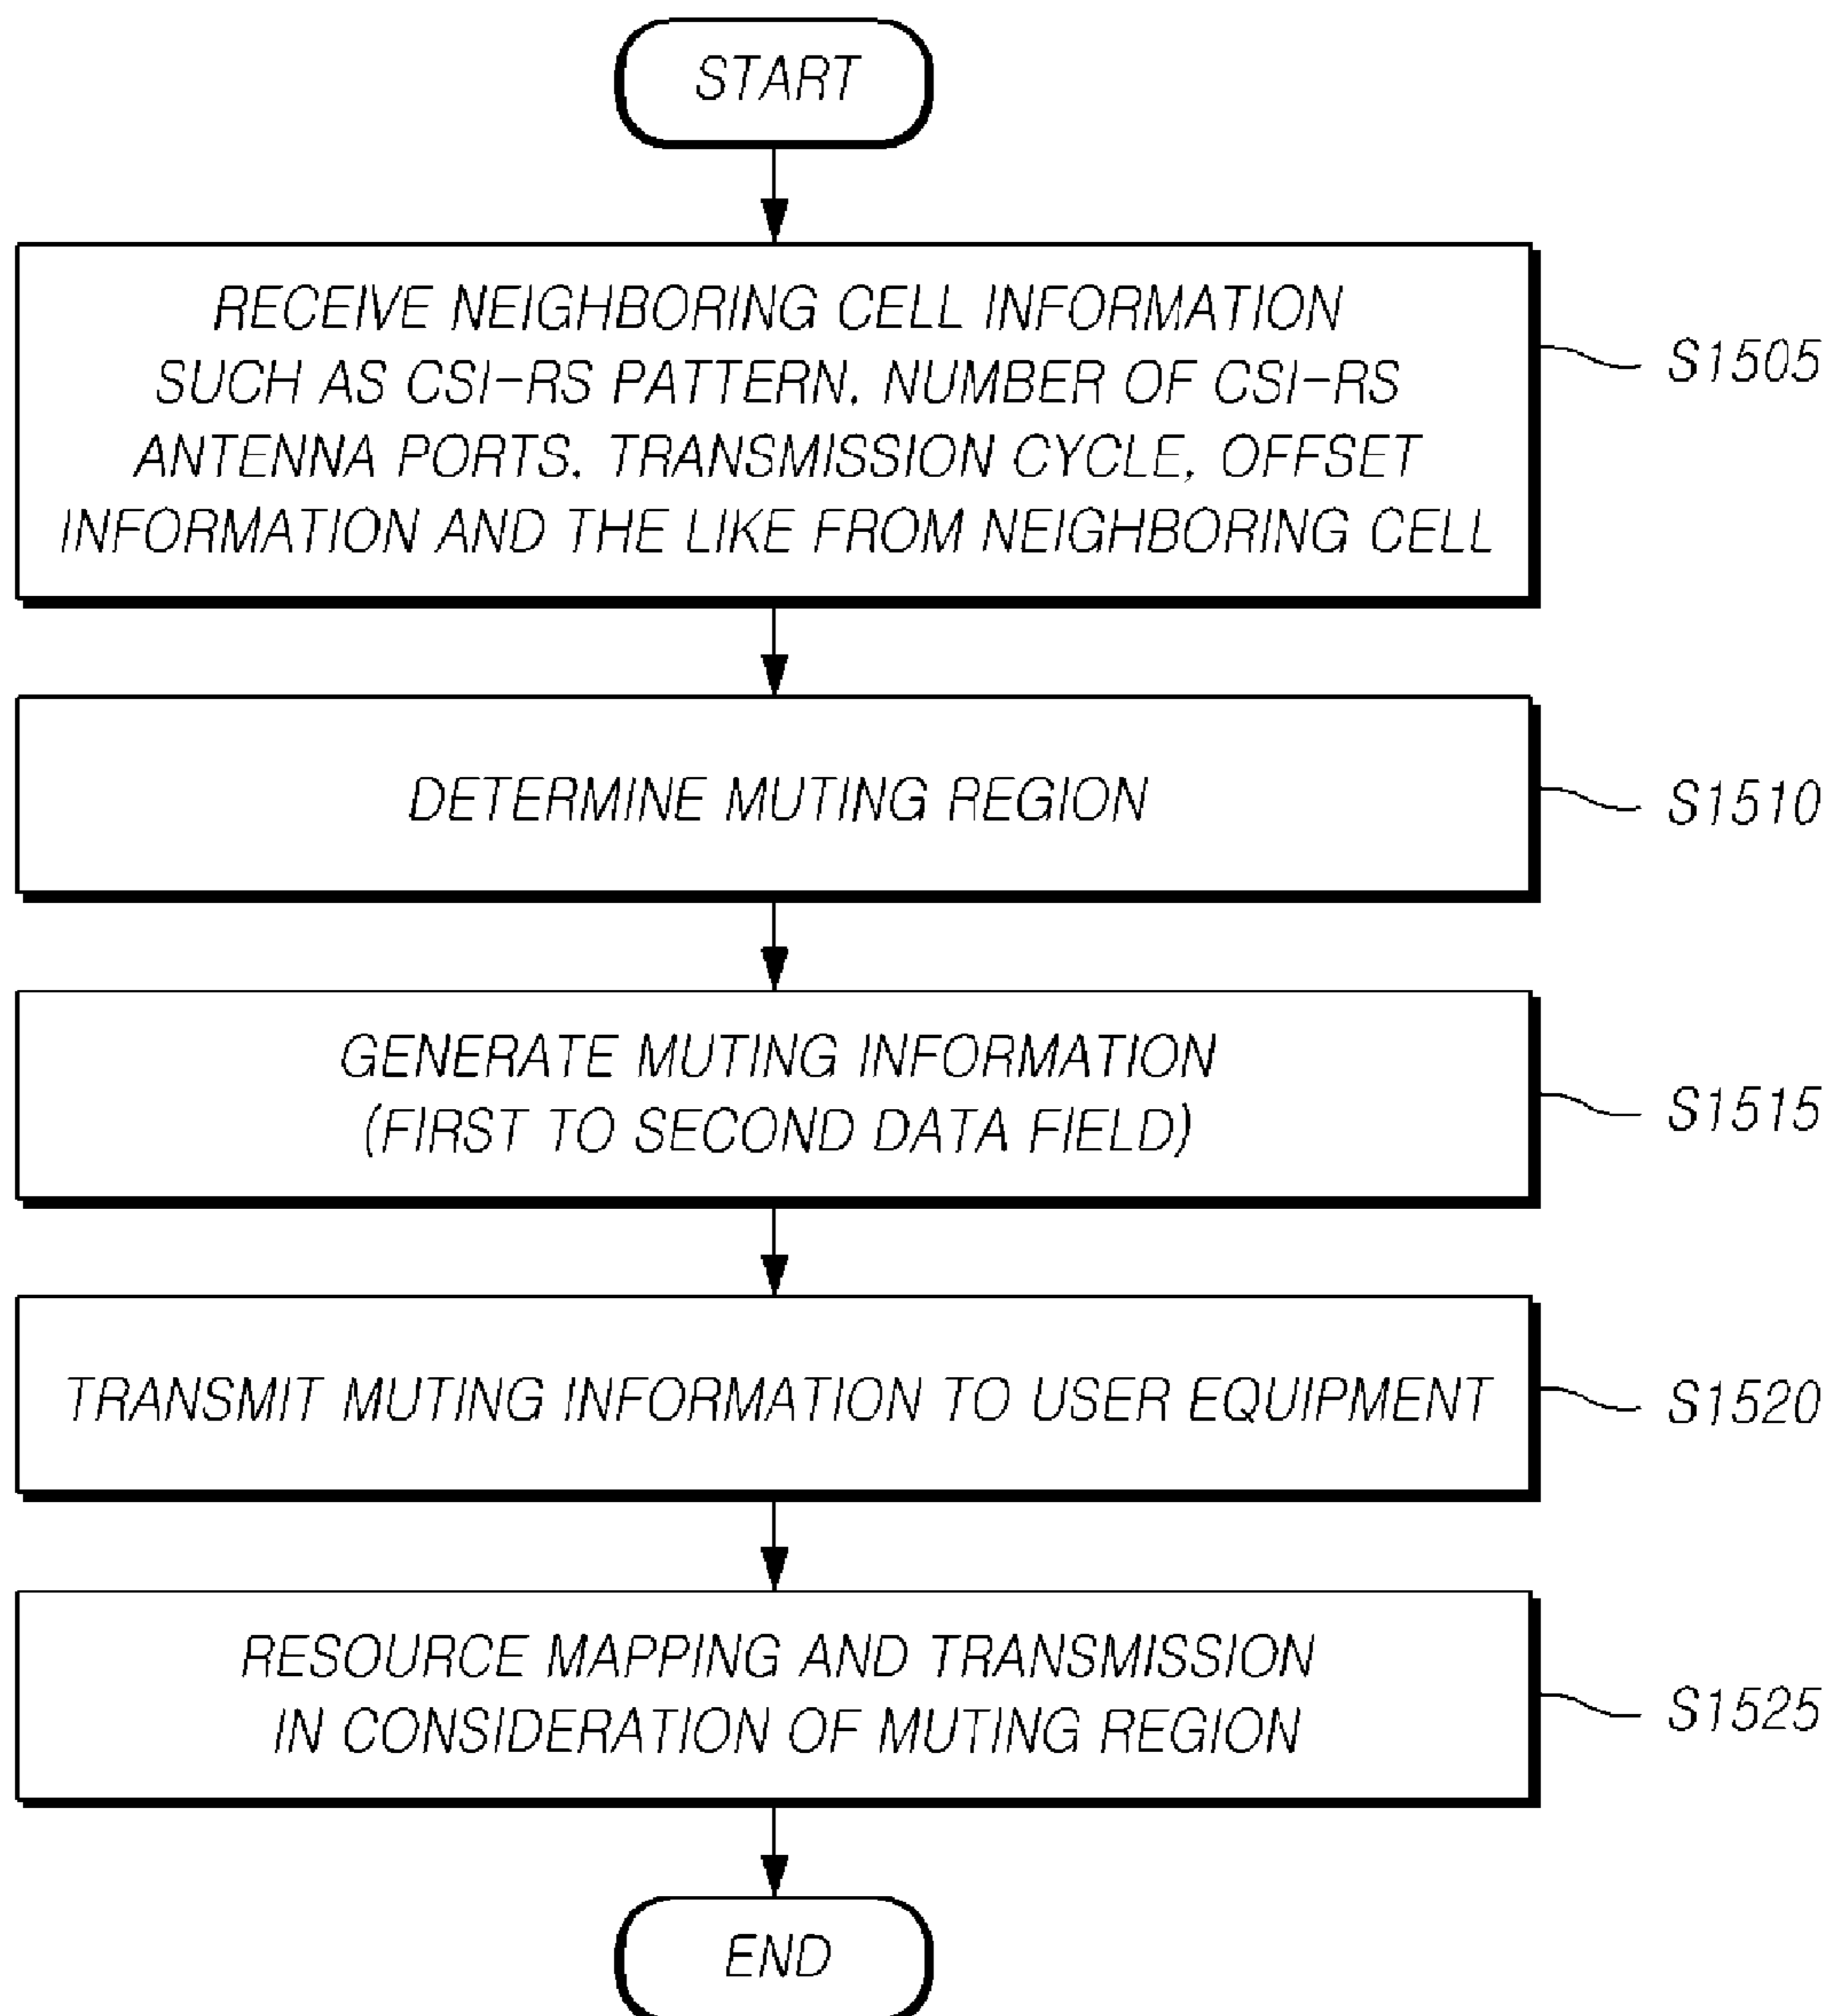 START
RECEIVE NEIGHBORING CELL INFORMATION
SUCH AS CSI-RS PATTERN, NUMBER OF CSI-RS
ANTENNA PORTS, TRANSMISSION CYCLE, OFFSET
INFORMATION AND THE LIKE FROM NEIGHBORING CELL
S1505
DETERMINE MUTING REGION
S1510
GENERATE MUTING INFORMATION
(FIRST TO SECOND DATA FIELD)
S1515
TRANSMIT MUTING INFORMATION TO USER EQUIPMENT
S1520
RESOURCE MAPPING AND TRANSMISSION
IN CONSIDERATION OF MUTING REGION
S1525
END